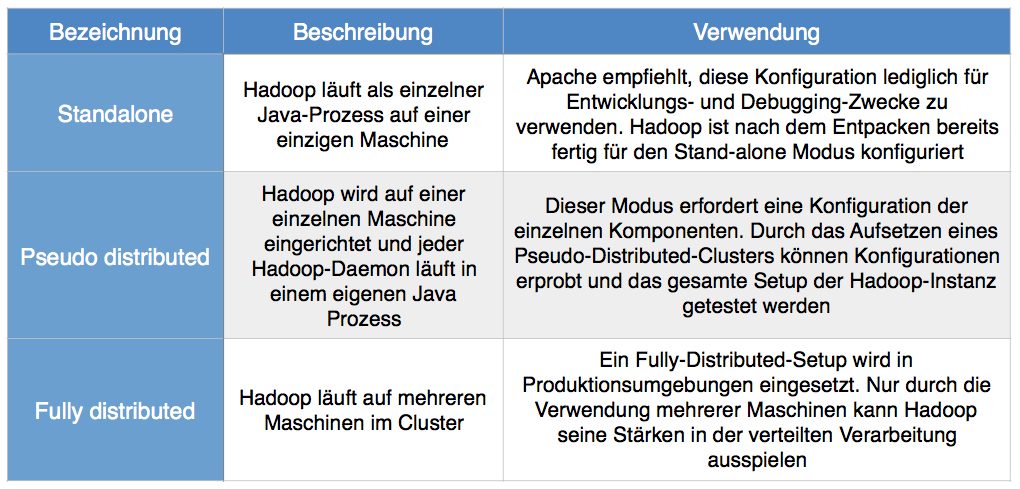 Bezeichnung
Beschreibung
Verwendung
Standalone
Hadoop läuft als einzelner
Java-Prozess auf einer
einzigen Maschine
Apache empfiehlt, diese Konfiguration lediglich für
Entwicklungs- und Debugging-Zwecke zu
verwenden. Hadoop ist nach dem Entpacken bereits
fertig für den Stand-alone Modus konfiguriert
Pseudo distributed
Hadoop wird auf einer
einzelnen Maschine
eingerichtet und jeder
Hadoop-Daemon läuft in
einem eigenen Java
Prozess
Dieser Modus erfordert eine Konfiguration der
einzelnen Komponenten. Durch das Aufsetzen eines
Pseudo-Distributed-Clusters können Konfigurationen
erprobt und das gesamte Setup der Hadoop-Instanz
getestet werden
Fully distributed
Hadoop läuft auf mehreren
Maschinen im Cluster
Ein Fully-Distributed-Setup wird in
Produktionsumgebungen eingesetzt. Nur durch die
Verwendung mehrerer Maschinen kann Hadoop
seine Stärken in der verteilten Verarbeitung
ausspielen